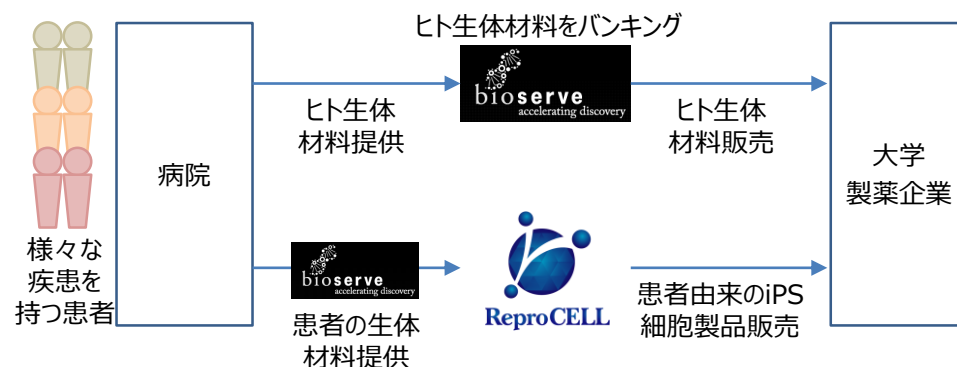 ヒト生体材料をバンキング
bioserve
accelerating discovery
ヒト生体
材料提供
ヒト生体
材料販売
病院
大学
製薬企業
様々な
疾患を
持つ患者
bioserve
accelerating discovery
患者の生体
材料提供
ReproCELL
患者由来のiPS
細胞製品販売